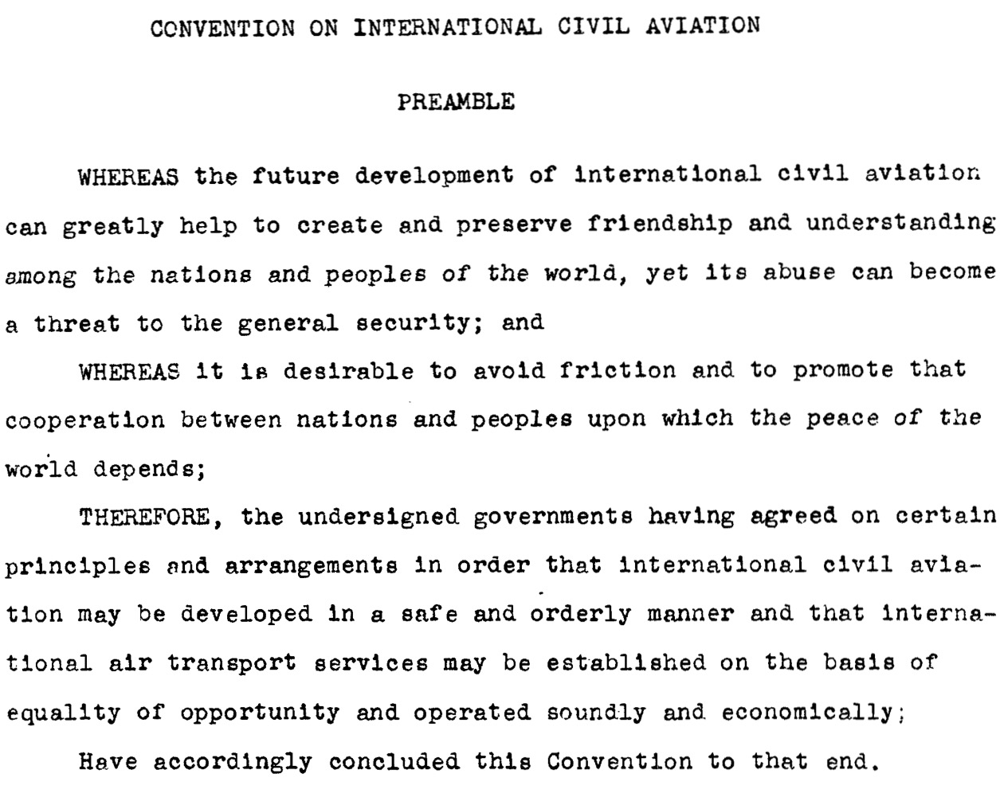 CONVENTION ON INTERNATIONAL CIVIL AVIATION
PREAMBLE
WHEREAS the future development of international civil aviation
can greatly help to create and preserve friendship and understanding
among the nations and peoples of the world, yet its abuse can become
a threat to the general security; and
WHEREAS it is desirable to avoid friction and to promote that
cooperation between nations and peoples upon which the peace of the
world depends;
THEREFORE, the undersigned governments having agreed on certain
principles and arrangements in order that international civil avia-
tion may be developed in a safe and orderly manner and that interna-
tional air transport services may be established on the basis of
equality of opportunity and operated soundly and economically;
Have accordingly concluded this Convention to that end.